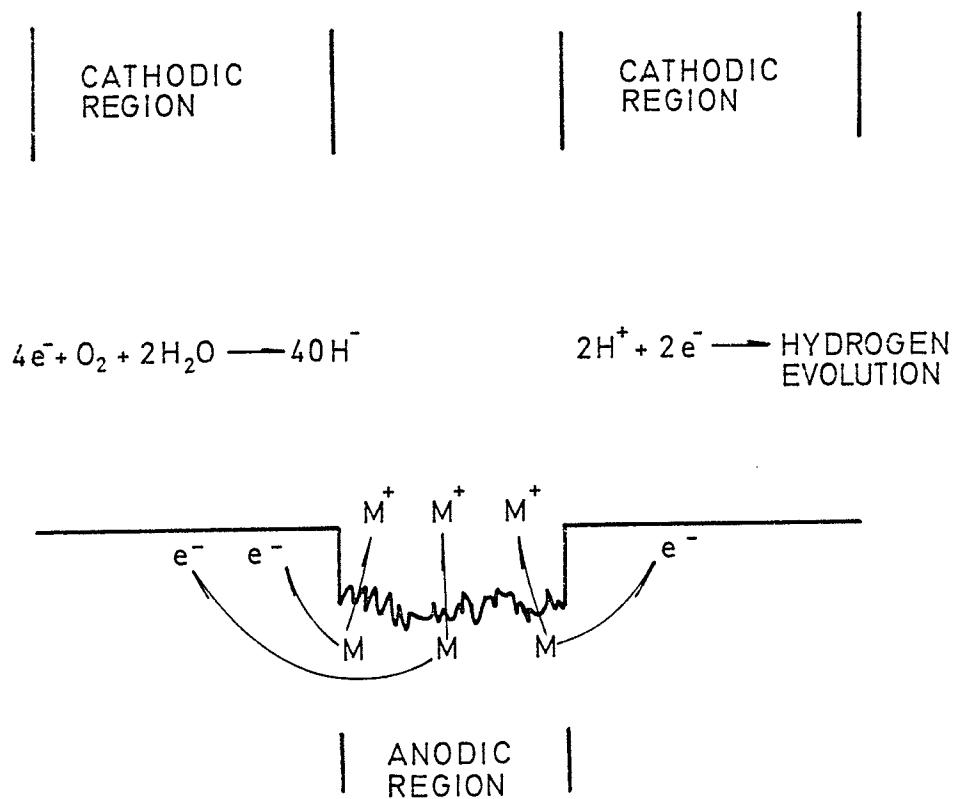 CATHODIC
REGION
CATHODIC
REGION
4e⁻ + O₂ + 2H₂O → 4OH⁻
2H⁺ + 2e⁻ → HYDROGEN
EVOLUTION
M⁺ M⁺ M⁺
e⁻ e⁻ e⁻
M M M
ANODIC
REGION